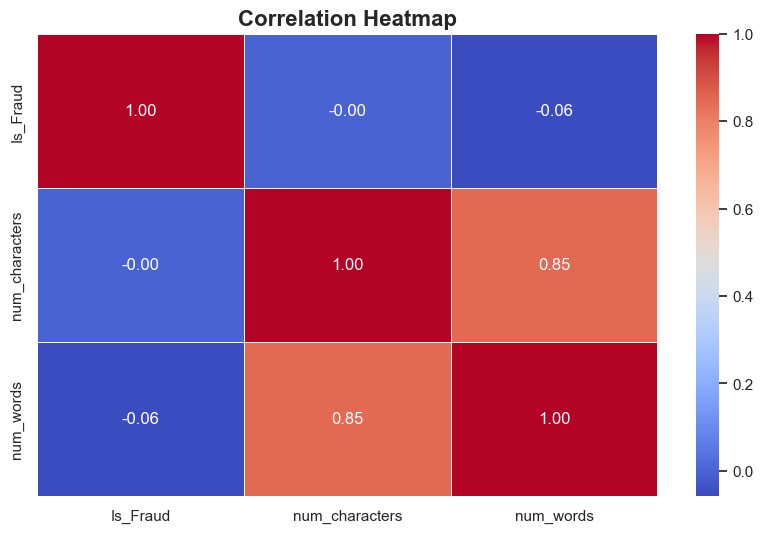 Correlation Heatmap
Is_Fraud
1.00
-0.00
-0.06
num_characters
-0.00
1.00
0.85
num_words
-0.06
0.85
1.00
Is_Fraud
num_characters
num_words
1.0
0.8
0.6
0.4
0.2
0.0